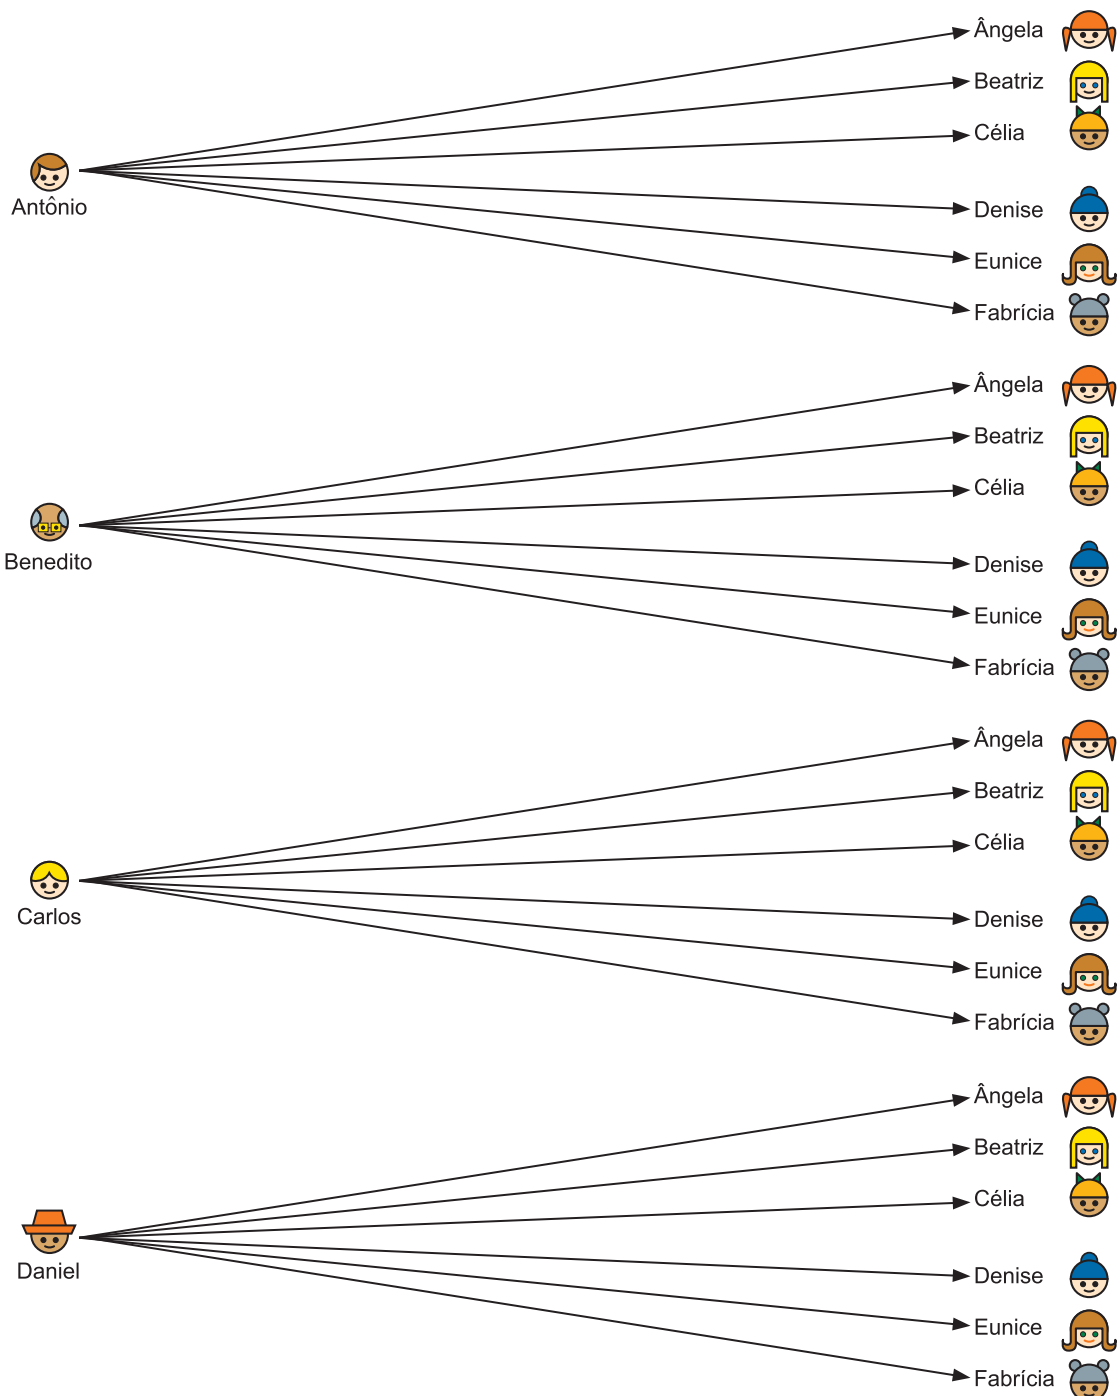 Ângela
Beatriz
Célia
Antônio
Denise
Eunice
Fabrícia
Ângela
Beatriz
Célia
Benedito
Denise
Eunice
Fabrícia
Ângela
Beatriz
Célia
Carlos
Denise
Eunice
Fabrícia
Ângela
Beatriz
Célia
Daniel
Denise
Eunice
Fabrícia